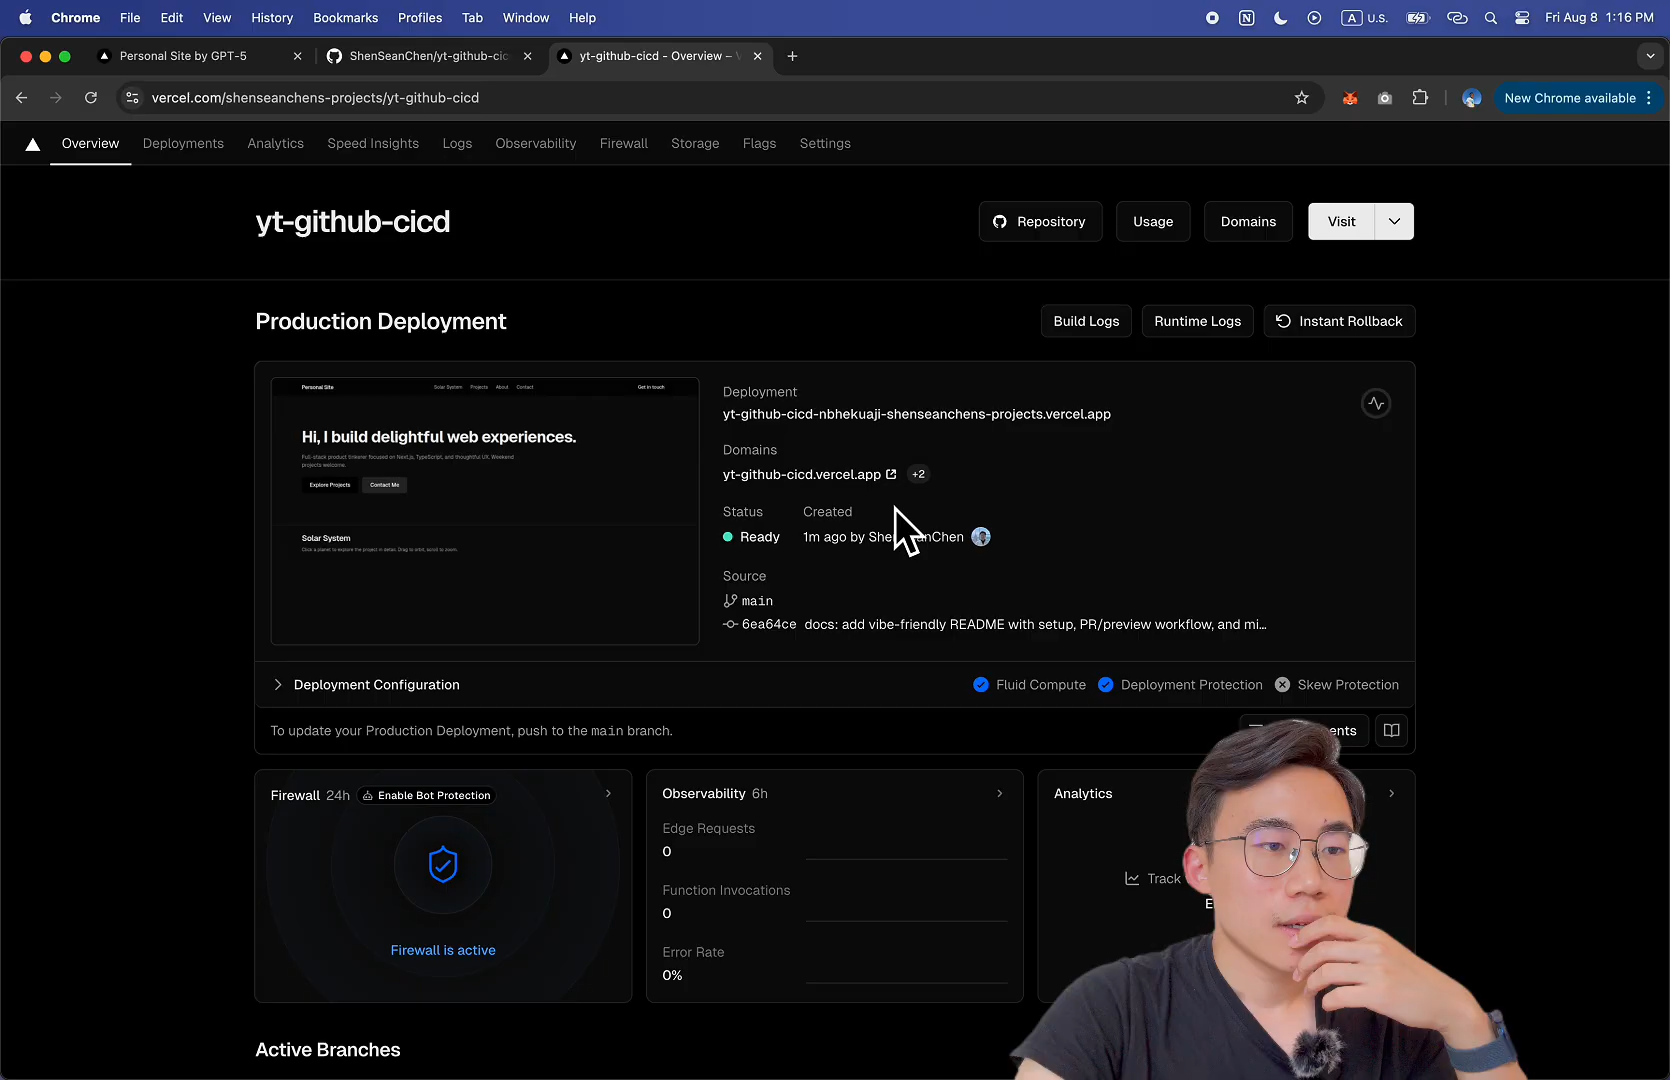 Chrome File Edit View History Bookmarks Profiles Tab Window Help
A U.S. Fri Aug 8 1:16 PM
Personal Site by GPT-5
ShenSeanChen/yt-github-cic
yt-github-cicd - Overview –
vercel.com/shenseanchens-projects/yt-github-cicd
New Chrome available
Overview Deployments Analytics Speed Insights Logs Observability Firewall Storage Flags Settings
yt-github-cicd
Repository Usage Domains Visit
Production Deployment
Build Logs Runtime Logs Instant Rollback
Personal Site Solar System Projects About Contact Get in touch
Hi, I build delightful web experiences.
Full-stack product tinkerer focused on Next.js, TypeScript, and thoughtful UX. Weekend
projects welcome.
Explore Projects Contact Me
Solar System
Click a planet to explore the project in detail. Drag to orbit, scroll to zoom.
Deployment
yt-github-cicd-nbhekuaji-shenseanchens-projects.vercel.app
Domains
yt-github-cicd.vercel.app +2
Status Created
Ready 1m ago by She nChen
Source
main
6ea64ce docs: add vibe-friendly README with setup, PR/preview workflow, and mi...
Deployment Configuration
Fluid Compute Deployment Protection Skew Protection
To update your Production Deployment, push to the main branch.
ents
Firewall 24h Enable Bot Protection
Firewall is active
Observability 6h
Edge Requests
0
Function Invocations
0
Error Rate
0%
Analytics
Track
E
Active Branches